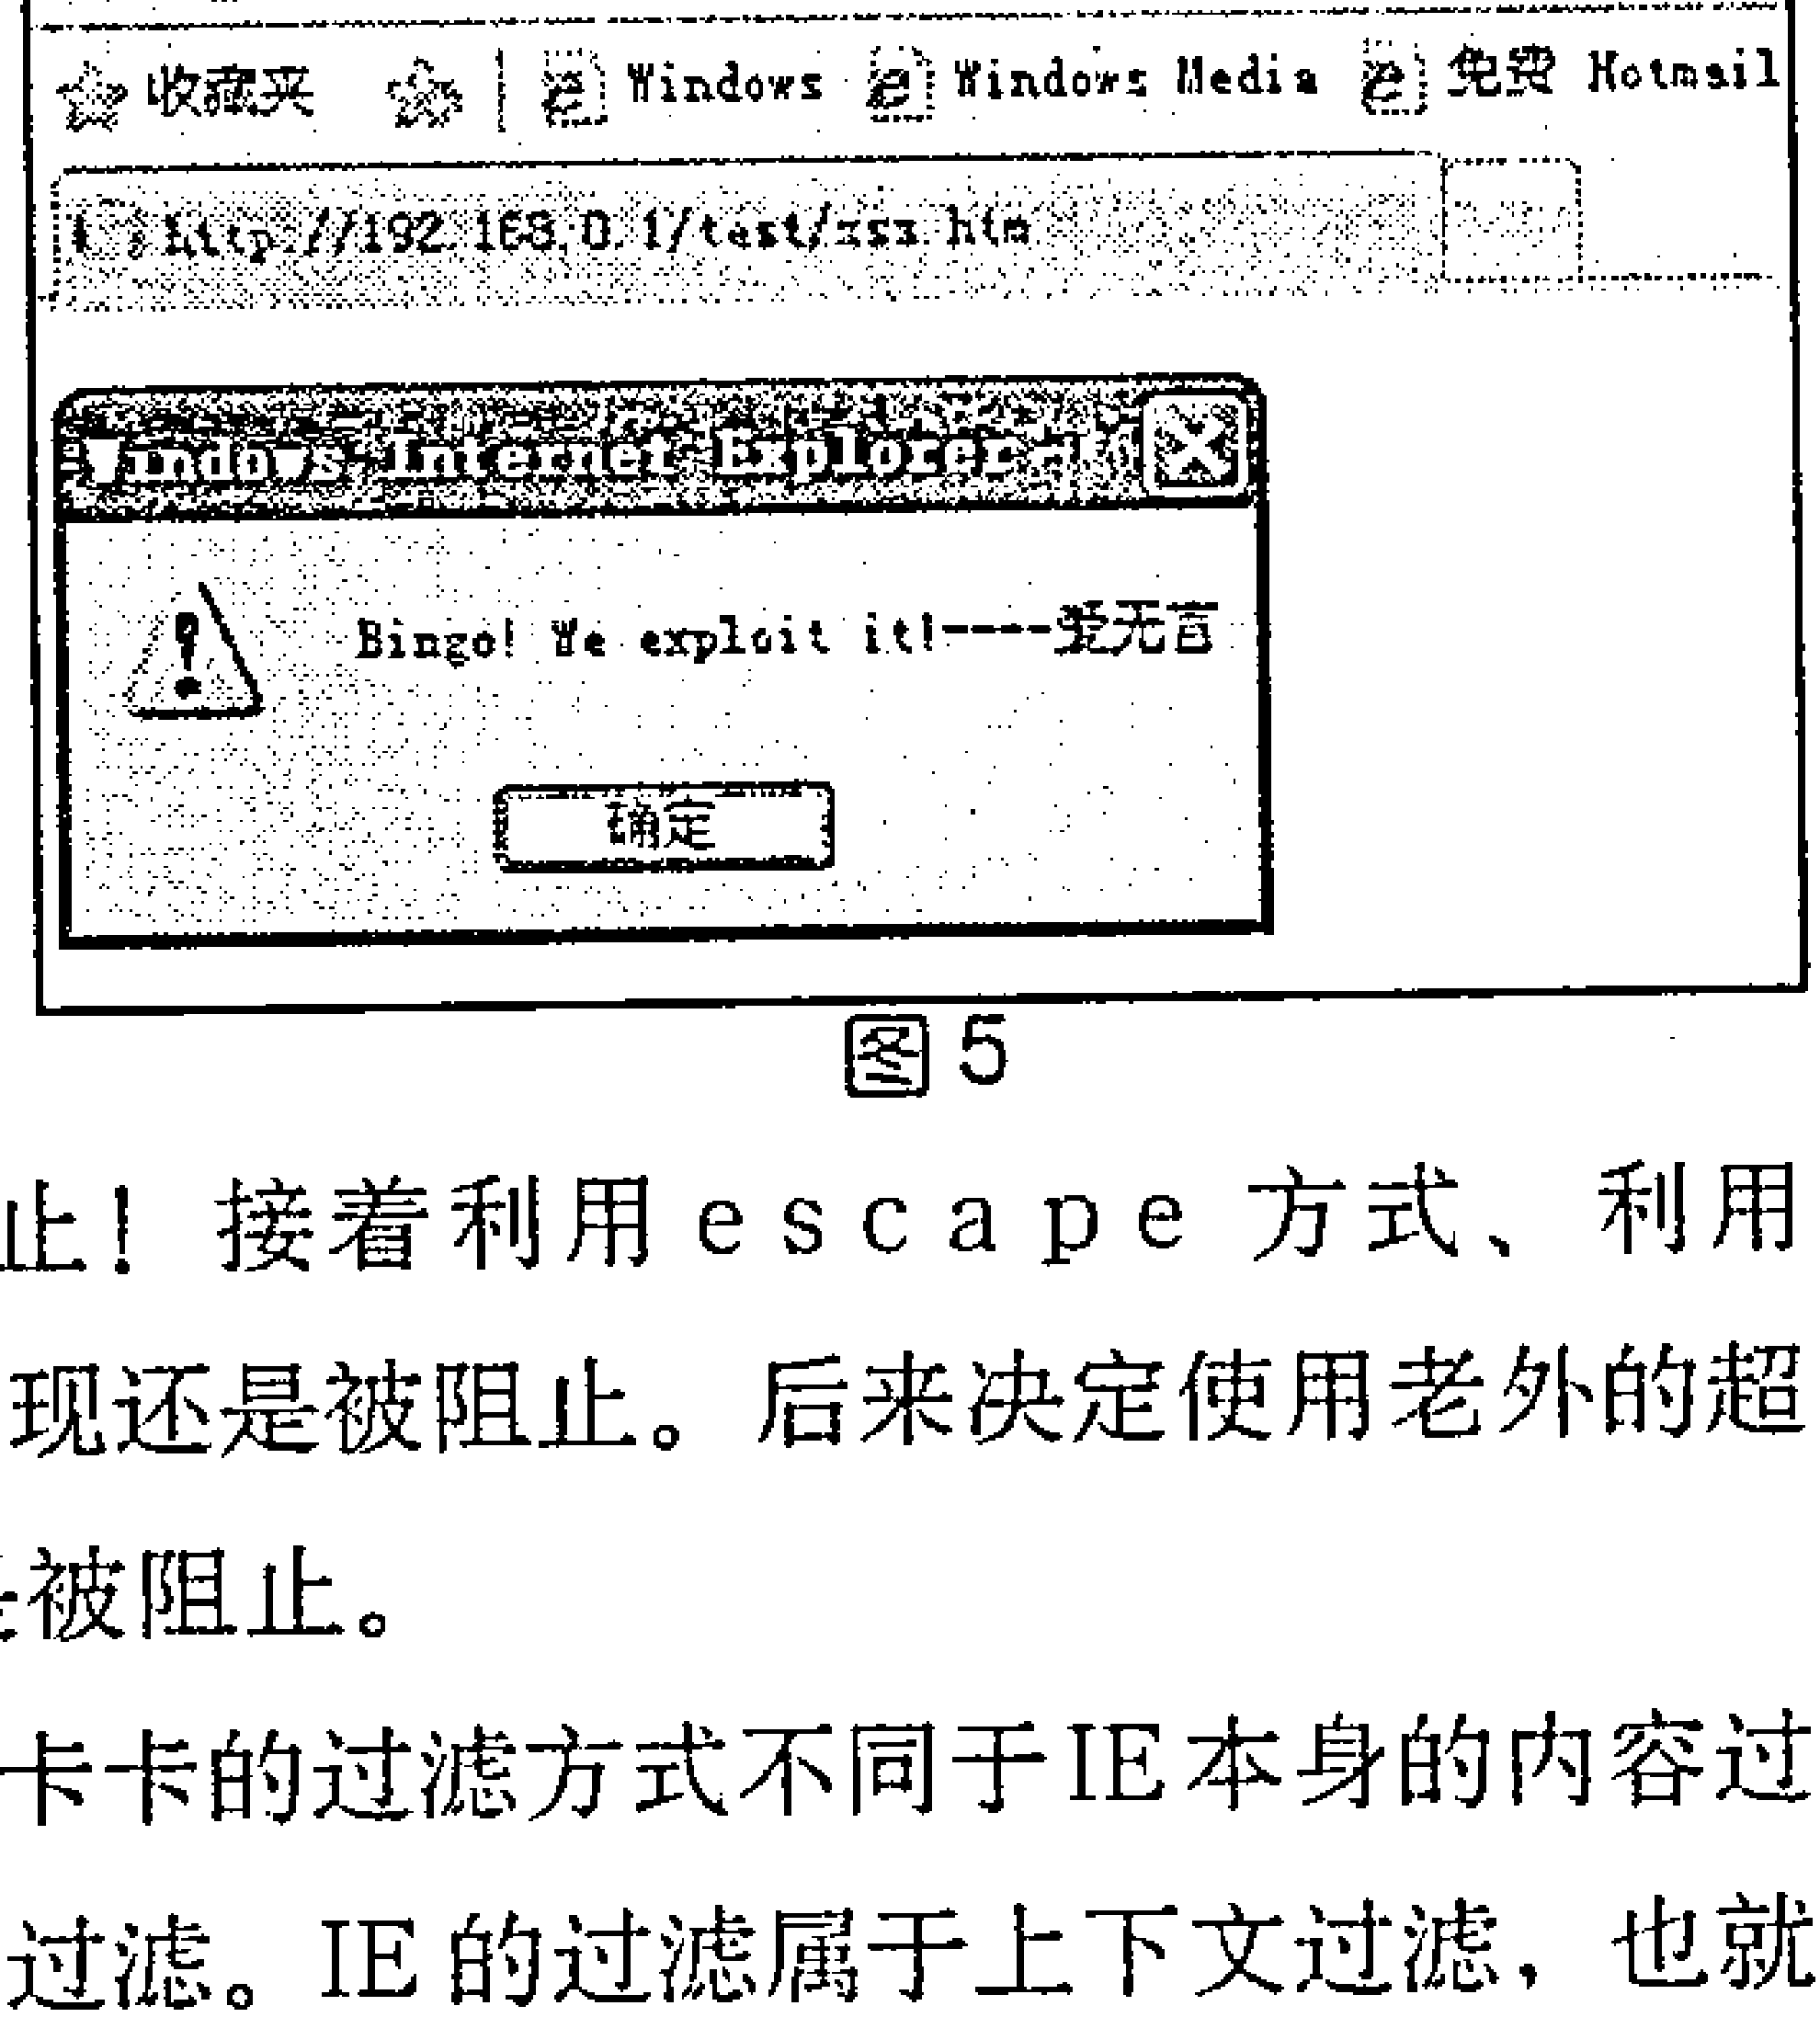 收藏夹 Windows Windows Media 免费 Hotmail
http://192.168.0.1/test/xsx.htm
Windows Internet Explorer
Bingo! We exploit it!----爱无言
确定
图5
止！接着利用escape 方式、利用
现还是被阻止。后来决定使用老外的超
被阻止。
卡卡的过滤方式不同于IE本身的内容过
过滤。IE的过滤属于上下文过滤，也就